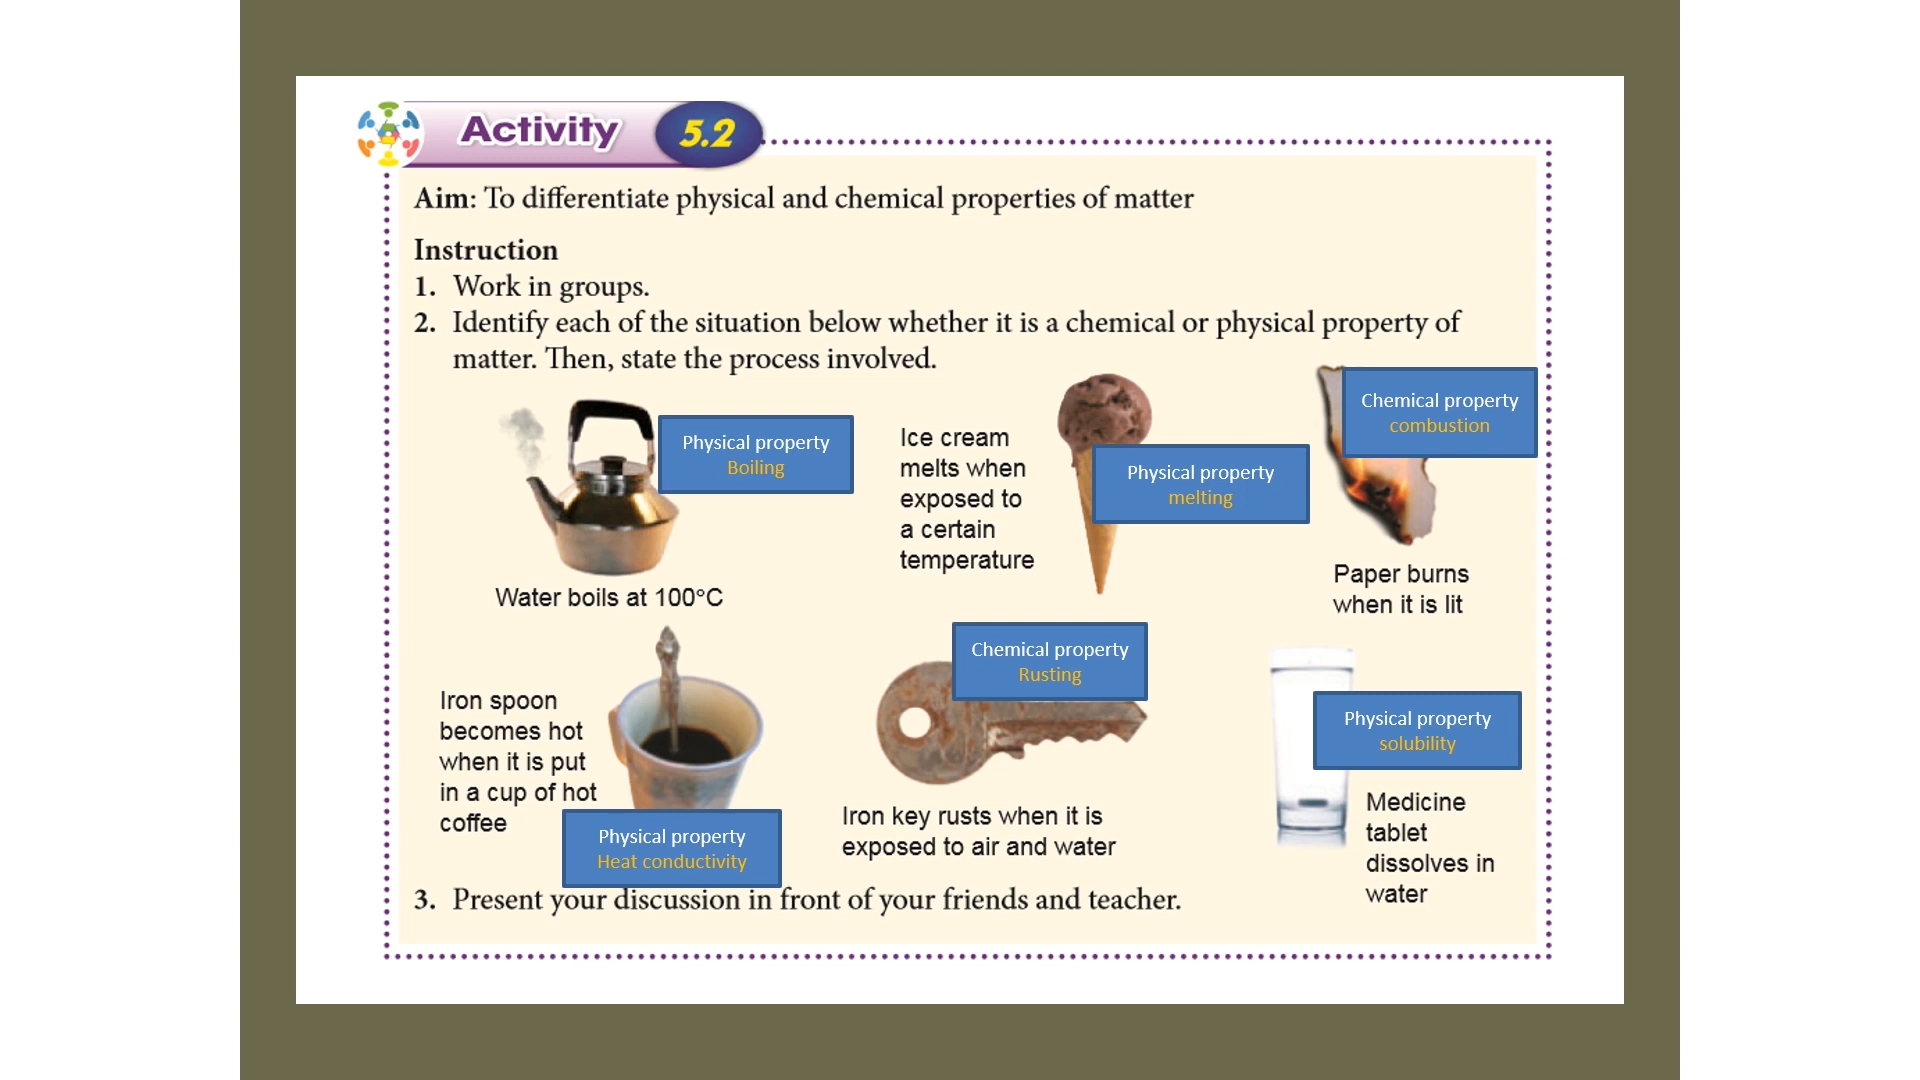 Activity 5.2
Aim: To differentiate physical and chemical properties of matter
Instruction
1. Work in groups.
2. Identify each of the situation below whether it is a chemical or physical property of
matter. Then, state the process involved.
Physical property
Boiling
Water boils at 100°C
Ice cream
melts when
exposed to
a certain
temperature
Physical property
melting
Chemical property
combustion
Paper burns
when it is lit
Iron spoon
becomes hot
when it is put
in a cup of hot
coffee
Physical property
Heat conductivity
Chemical property
Rusting
Iron key rusts when it is
exposed to air and water
Physical property
solubility
Medicine
tablet
dissolves in
water
3. Present your discussion in front of your friends and teacher.